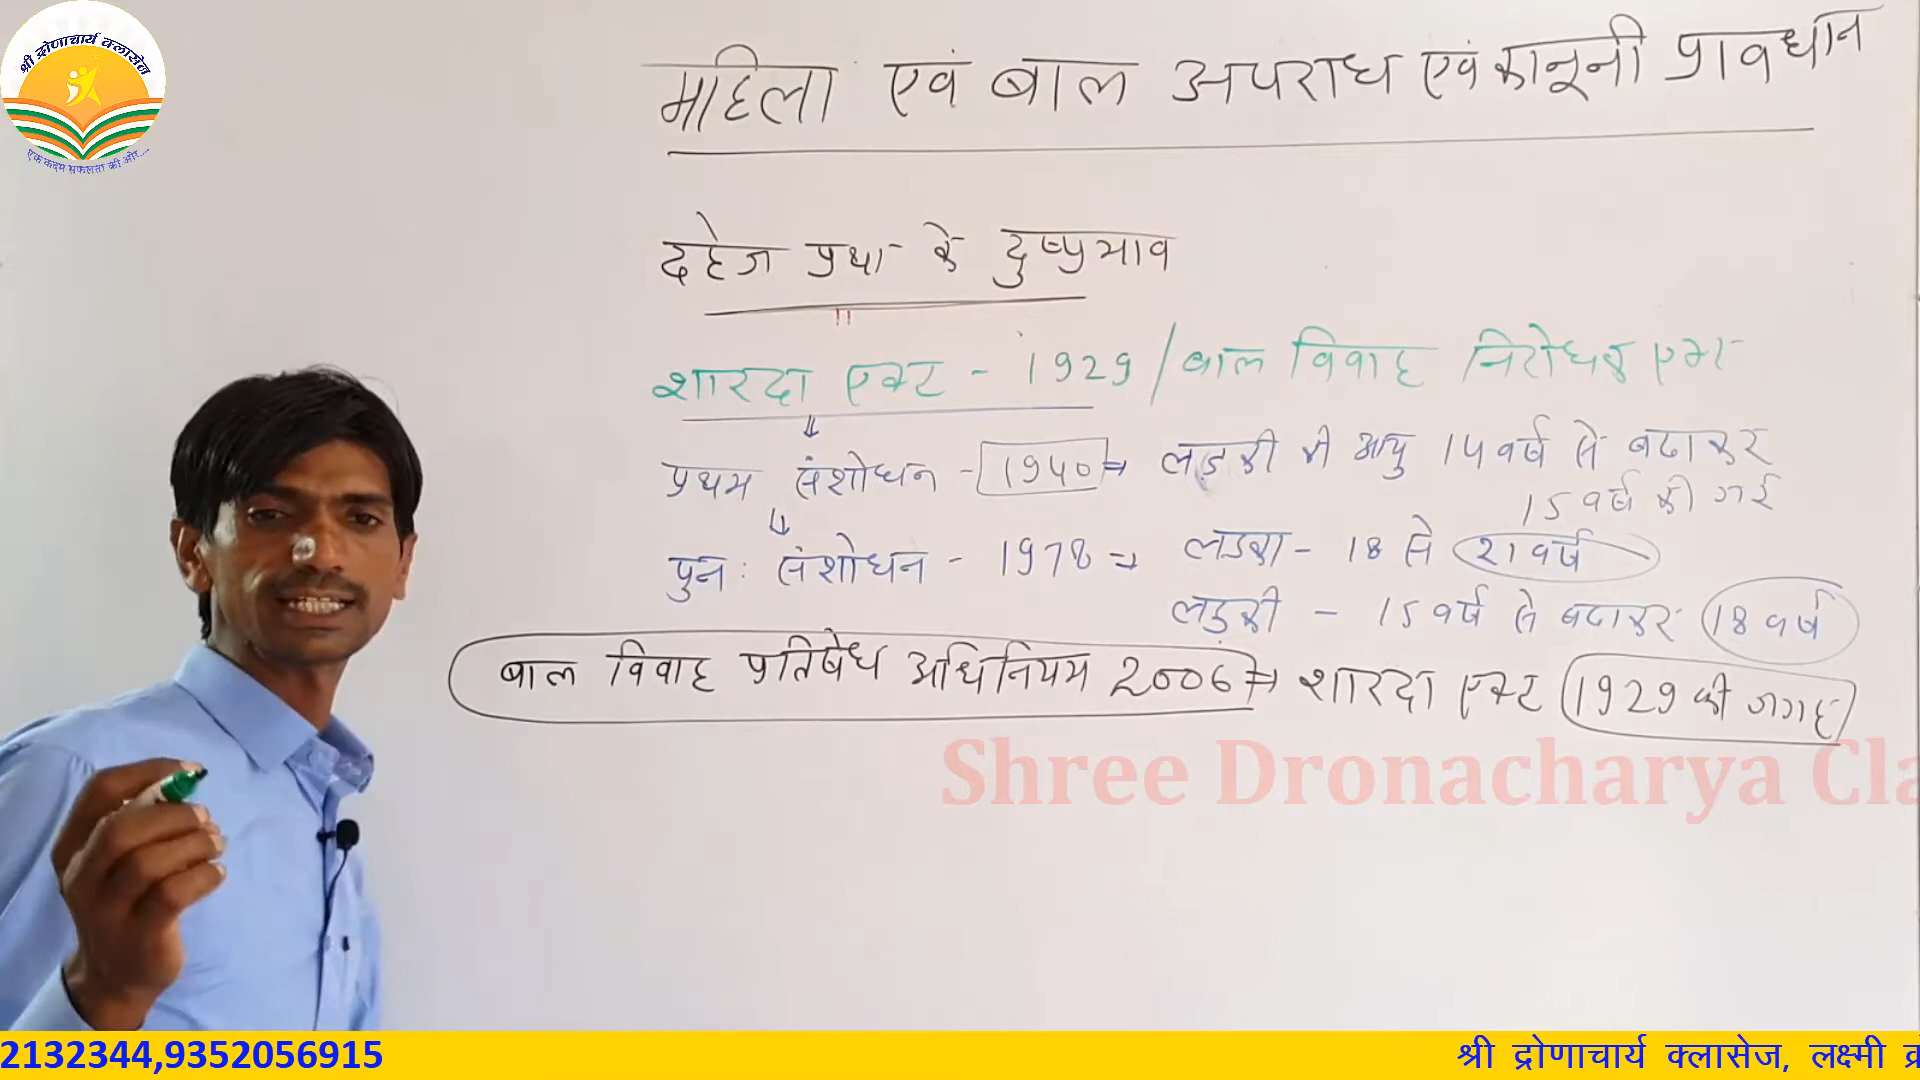 श्री द्रोणाचार्य क्लासेज
एक कदम सफलता की ओर....
महिला एवं बाल अपराध एवं कानूनी प्रावधान
दहेज प्रथा के दुष्प्रभाव
शारदा एक्ट - 1929 / बाल विवाह निरोधक एक्ट
प्रथम संशोधन - 1940 ⇒ लड़की की आयु 14 वर्ष से बढाकर
15 वर्ष की गई
पुनः संशोधन - 1978 ⇒ लडका - 18 से 21 वर्ष
लड़की - 15 वर्ष से बढाकर 18 वर्ष
बाल विवाह प्रतिषेध अधिनियम 2006 ⇒ शारदा एक्ट 1929 की जगह
Shree Dronacharya Cla
2132344,9352056915
श्री द्रोणाचार्य क्लासेज, लक्ष्मी